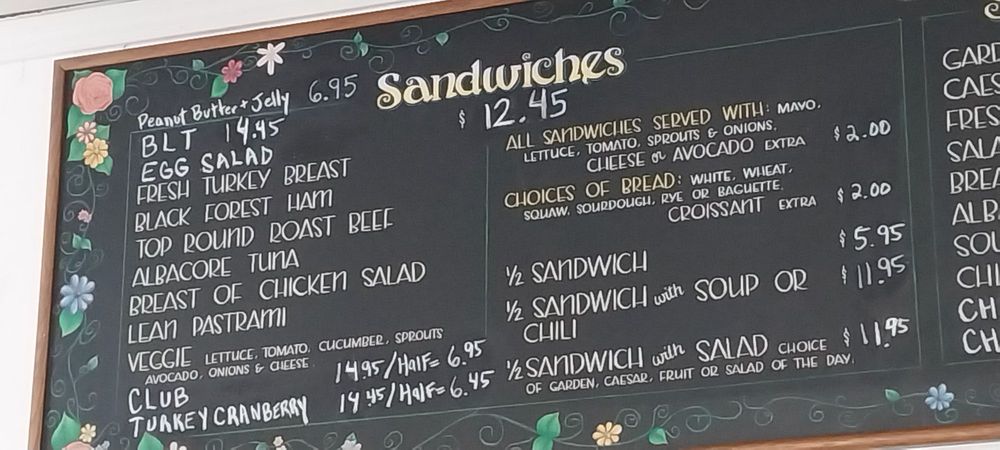 Sandwiches
$ 12.45
Peanut Butter + Jelly 6.95
BLT 14.45
EGG SALAD
FRESH TURKEY BREAST
BLACK FOREST HAM
TOP ROUND ROAST BEEF
ALBACORE TUNA
BREAST OF CHICKEN SALAD
LEAN PASTRAMI
VEGGIE LETTUCE, TOMATO, CUCUMBER, SPROUTS
AVOCADO, ONIONS & CHEESE
CLUB 14.95/Half= 6.95
TURKEY CRANBERRY 14.45/Half= 6.45
ALL SANDWICHES SERVED WITH: MAYO,
LETTUCE, TOMATO, SPROUTS & ONIONS.
CHEESE or AVOCADO EXTRA $2.00
CHOICES OF BREAD: WHITE, WHEAT,
SQUAW, SOURDOUGH, RYE OR BAGUETTE.
CROISSANT EXTRA $2.00
½ SANDWICH $5.95
½ SANDWICH with SOUP OR $11.95
CHILI
½ SANDWICH with SALAD CHOICE $11.95
OF GARDEN, CAESAR, FRUIT OR SALAD OF THE DAY.
GARD
CAES
FRES
SALA
BREA
ALB
SOU
CHI
CH
CH